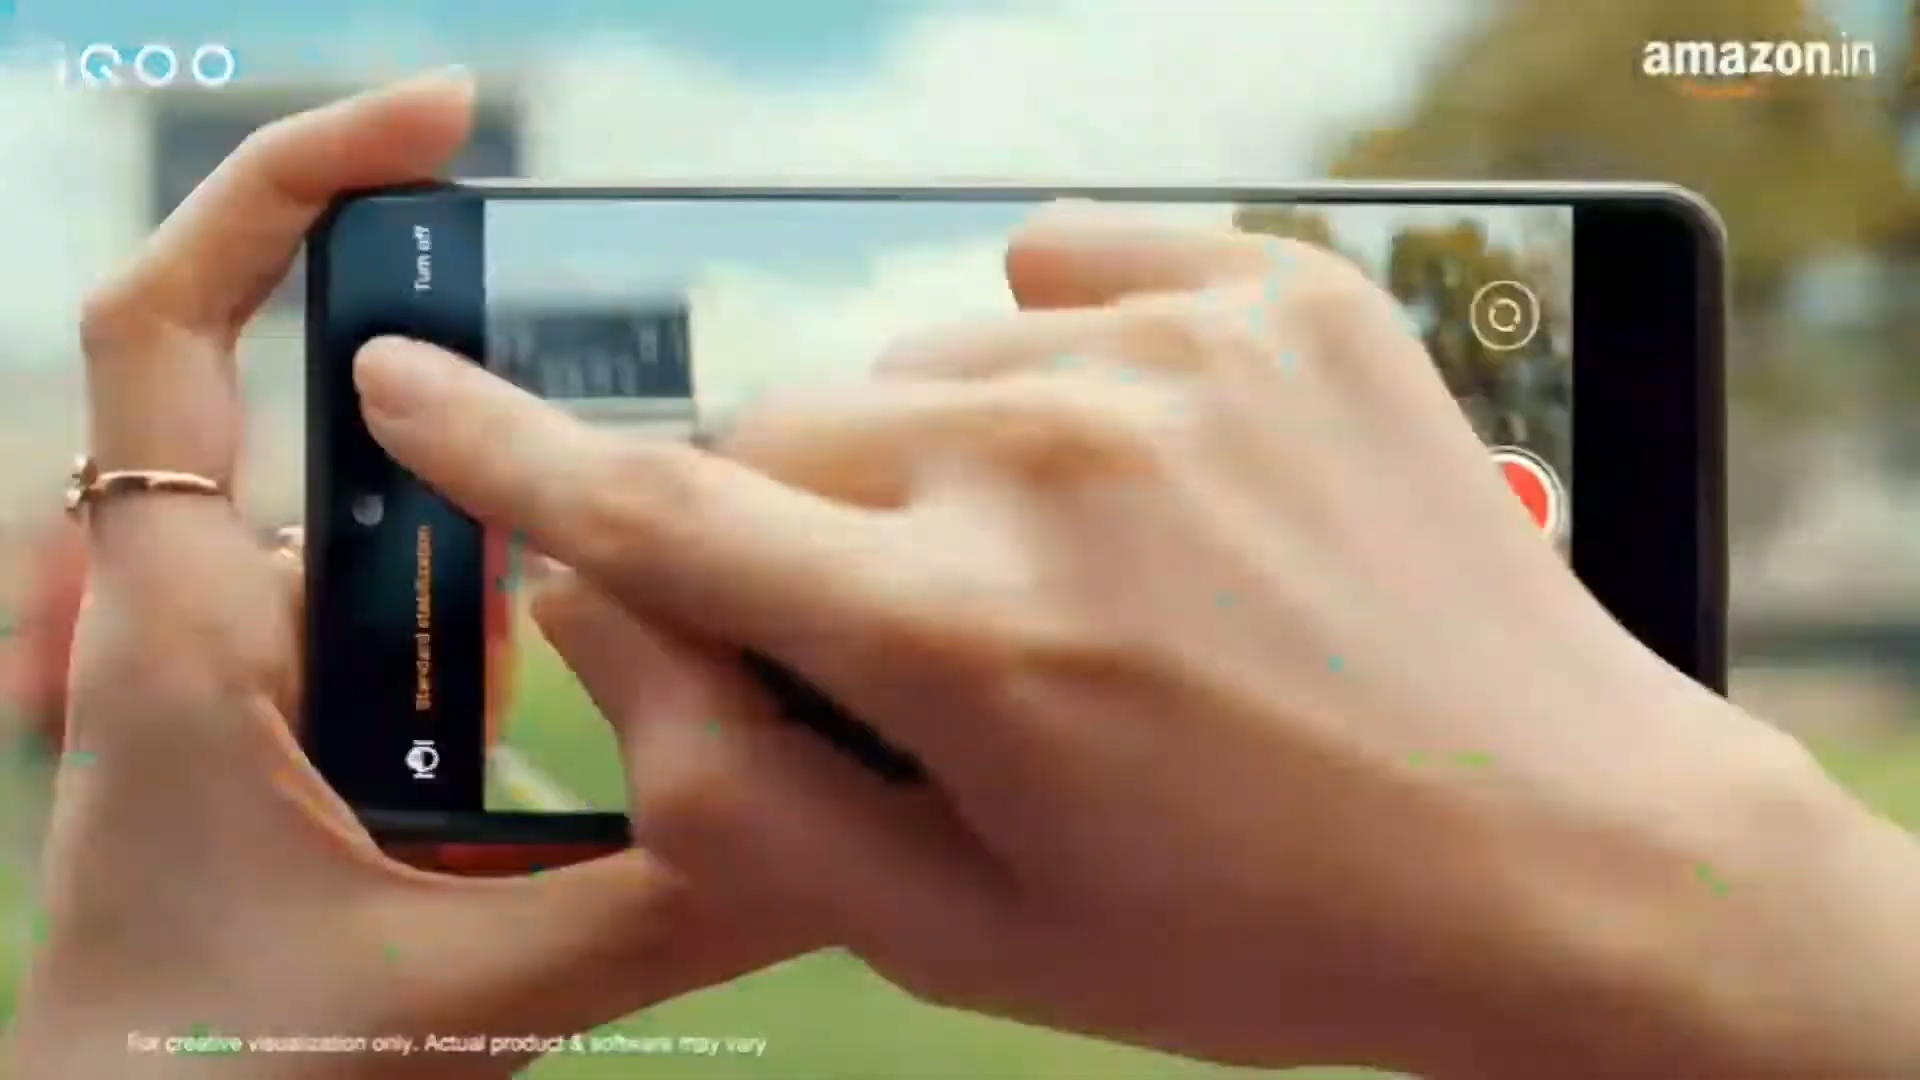 iQOO
amazon.in
Turn off
Standard stabilization
For creative visualization only. Actual product & software may vary